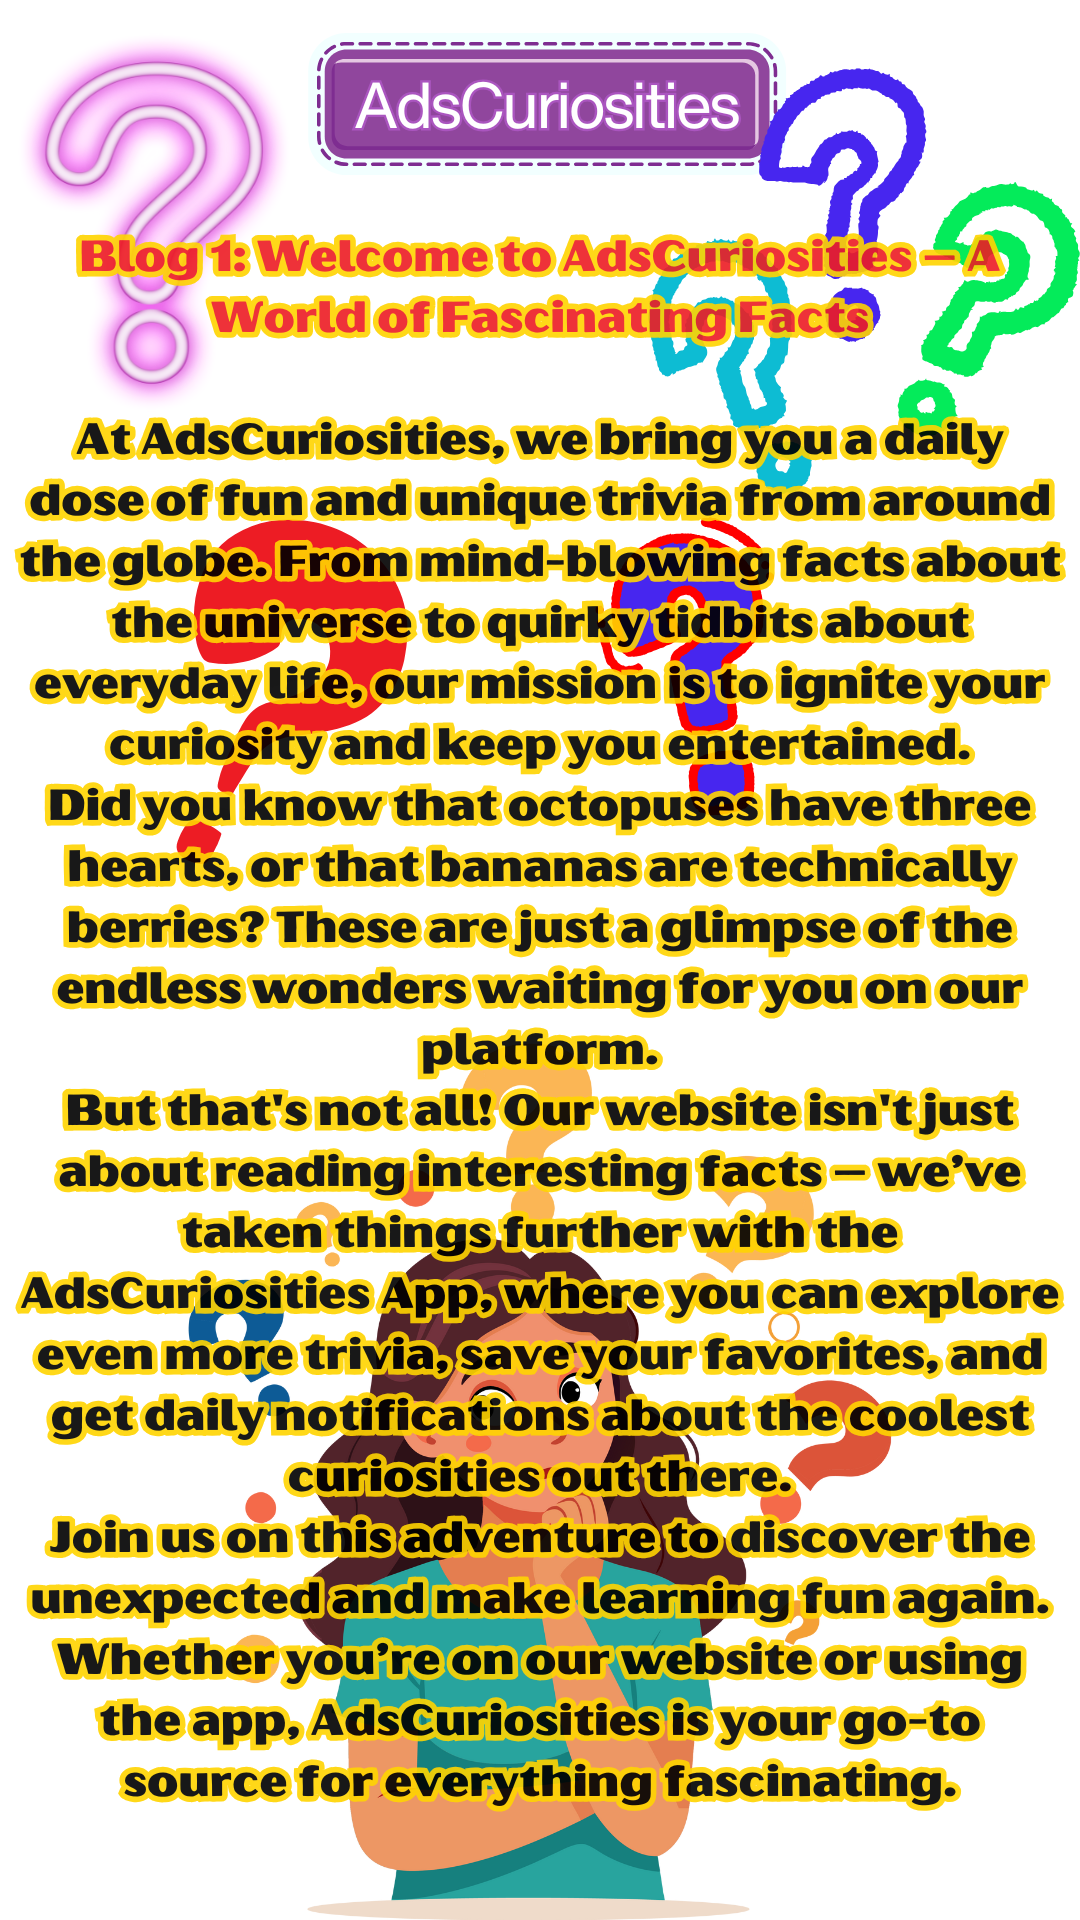 AdsCuriosities
Blog 1: Welcome to AdsCuriosities – A
World of Fascinating Facts
At AdsCuriosities, we bring you a daily
dose of fun and unique trivia from around
the globe. From mind-blowing facts about
the universe to quirky tidbits about
everyday life, our mission is to ignite your
curiosity and keep you entertained.
Did you know that octopuses have three
hearts, or that bananas are technically
berries? These are just a glimpse of the
endless wonders waiting for you on our
platform.
But that's not all! Our website isn't just
about reading interesting facts – we’ve
taken things further with the
AdsCuriosities App, where you can explore
even more trivia, save your favorites, and
get daily notifications about the coolest
curiosities out there.
Join us on this adventure to discover the
unexpected and make learning fun again.
Whether you’re on our website or using
the app, AdsCuriosities is your go-to
source for everything fascinating.